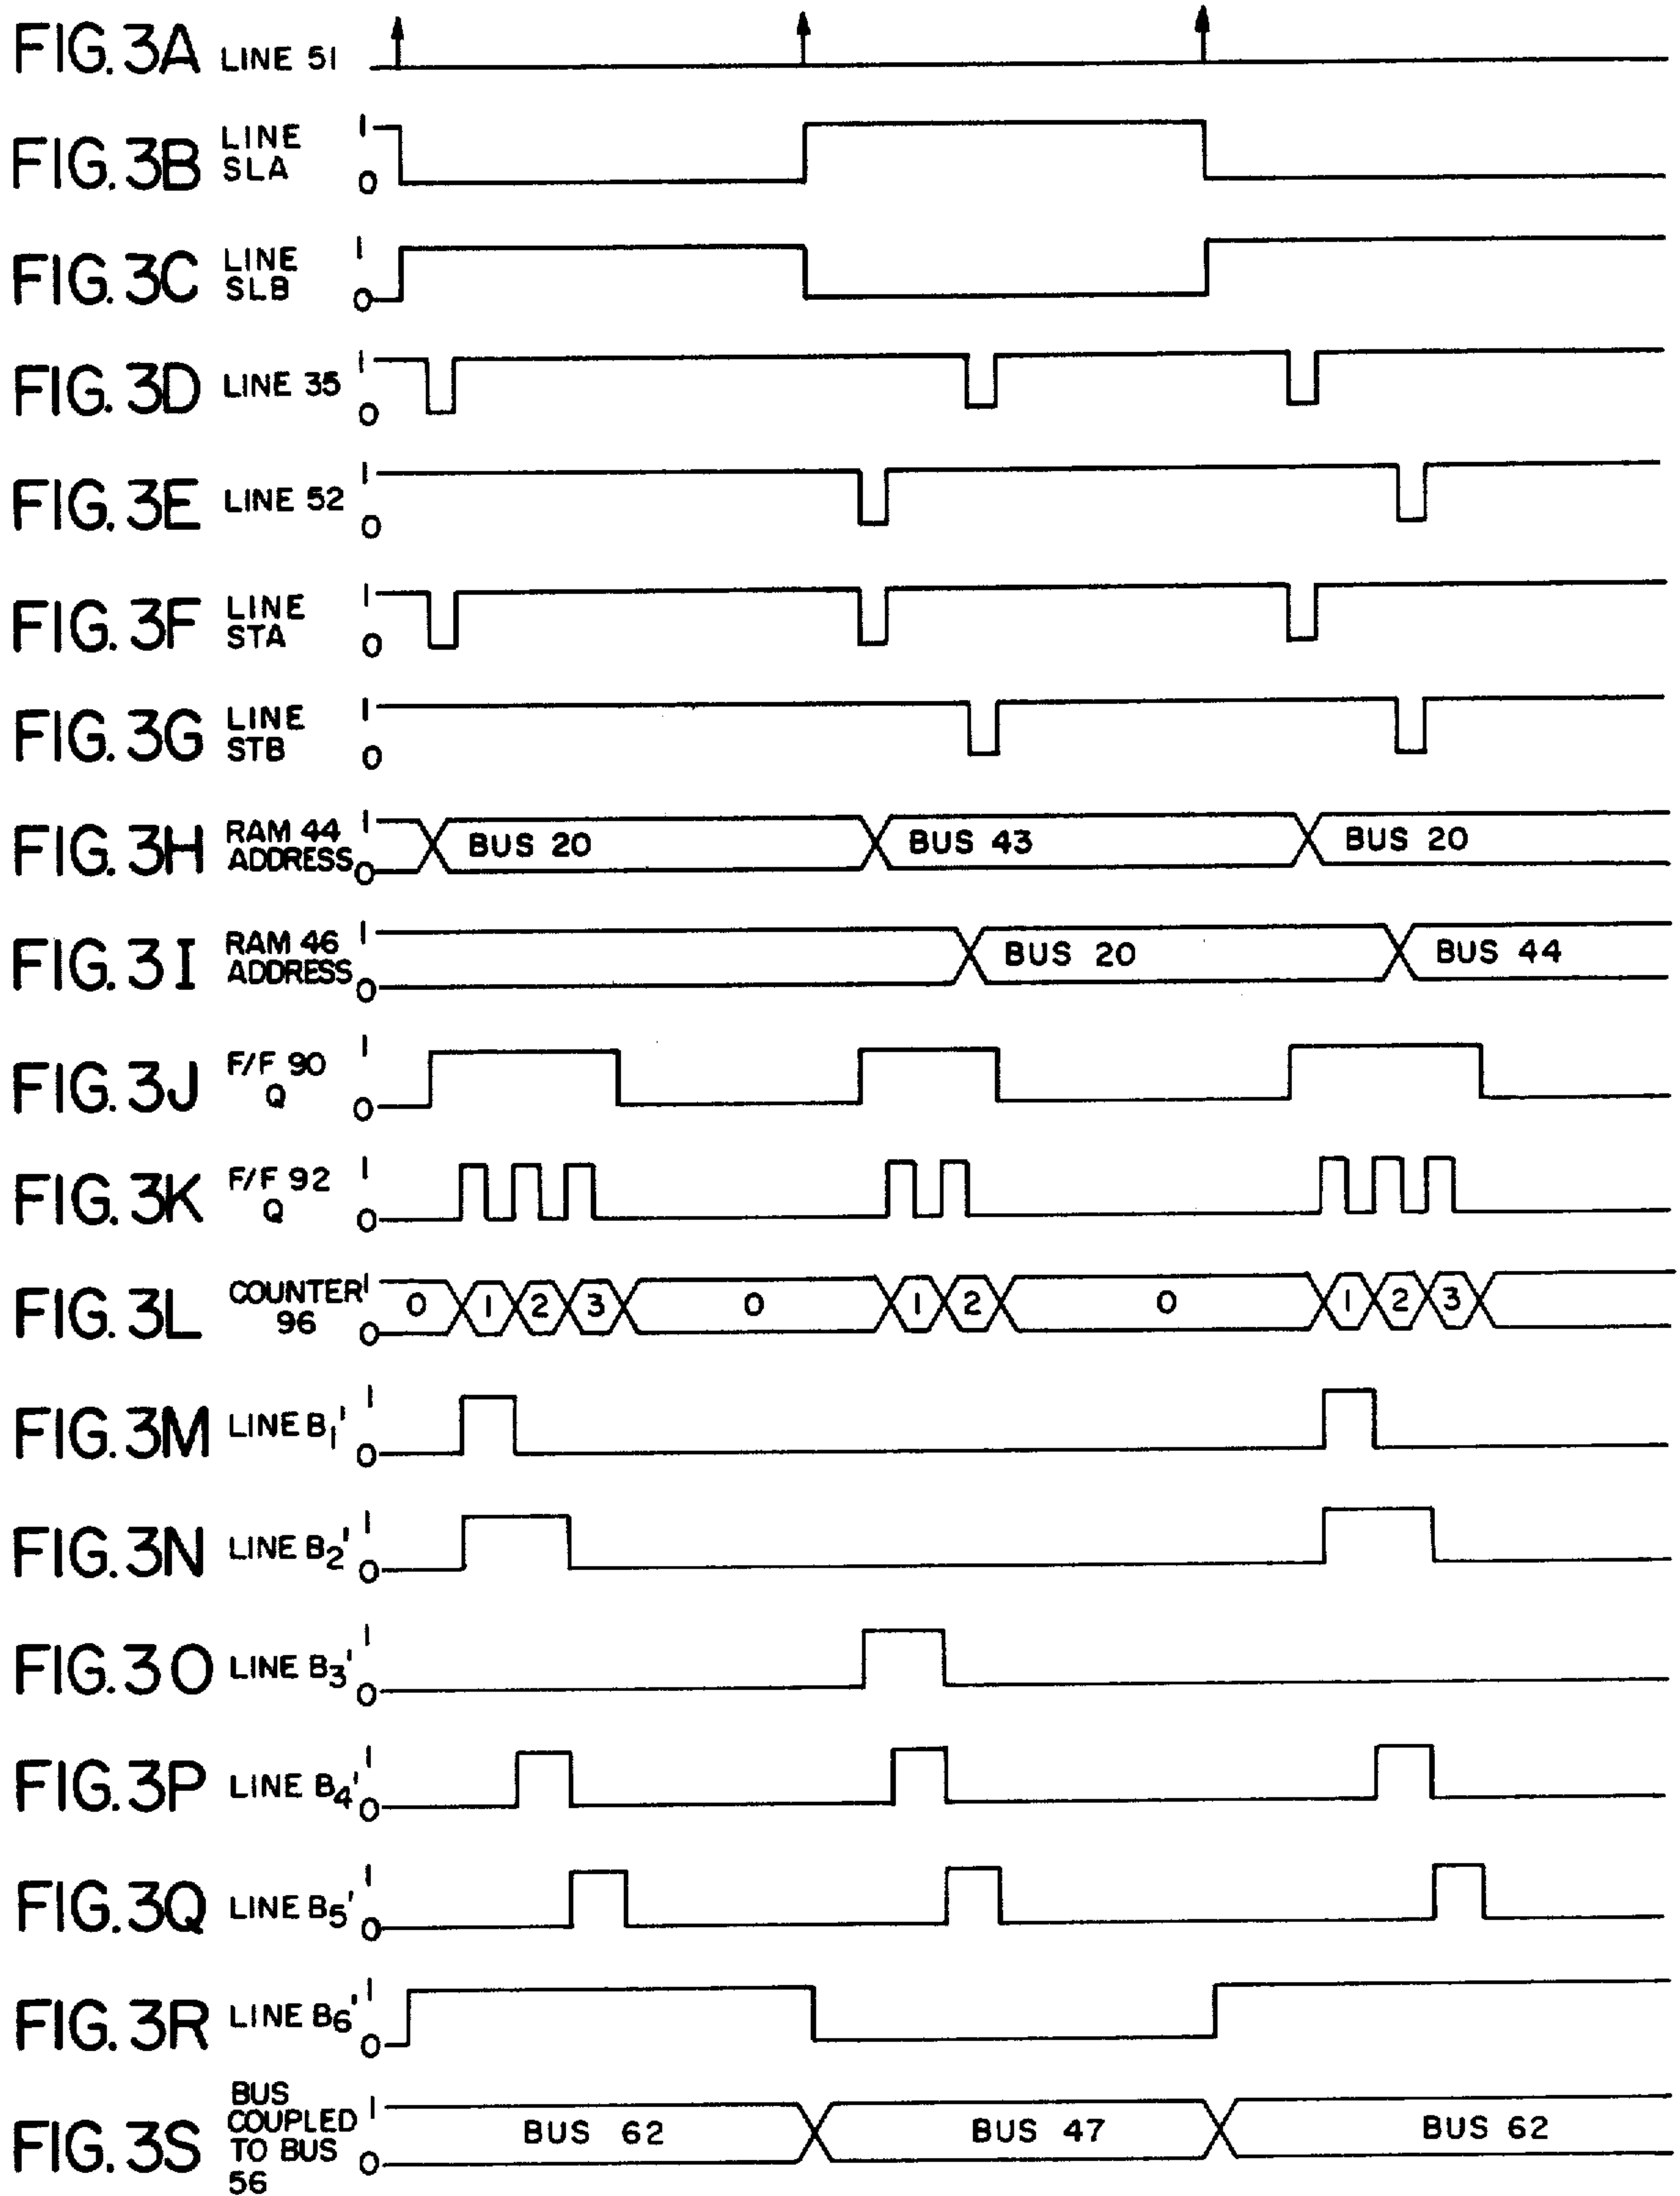 FIG. 3A LINE 51
FIG. 3B LINE SLA 1 0
FIG. 3C LINE SLB 1 0
FIG. 3D LINE 35 1 0
FIG. 3E LINE 52 1 0
FIG. 3F LINE STA 1 0
FIG. 3G LINE STB 1 0
FIG. 3H RAM 44 ADDRESS 1 0 BUS 20 BUS 43 BUS 20
FIG. 3I RAM 46 ADDRESS 1 0 BUS 20 BUS 44
FIG. 3J F/F 90 Q 1 0
FIG. 3K F/F 92 Q 1 0
FIG. 3L COUNTER 96 1 0 0 1 2 3 0 1 2 0 1 2 3
FIG. 3M LINE B1' 1 0
FIG. 3N LINE B2' 1 0
FIG. 3O LINE B3' 1 0
FIG. 3P LINE B4' 1 0
FIG. 3Q LINE B5' 1 0
FIG. 3R LINE B6' 1 0
FIG. 3S BUS COUPLED TO BUS 56 1 0 BUS 62 BUS 47 BUS 62